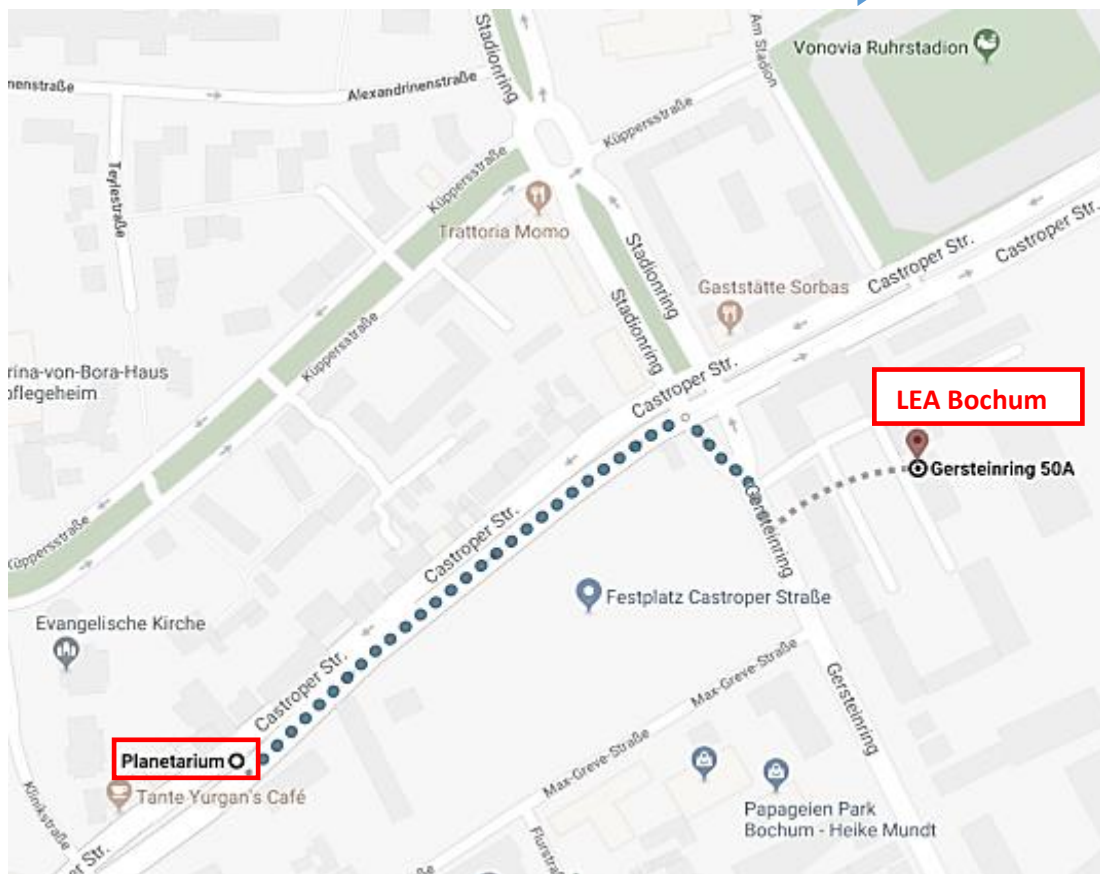 Vonovia Ruhrstadion
Am Stadion
Stadionring
nenstraße
Alexandrinenstraße
Küppersstraße
Teylestraße
Küppersstraße
Küppersstraße
Trattoria Momo
Castroper Str.
Castroper Str.
Stadionring
Stadionring
Gaststätte Sorbas
Küppersstraße
rina-von-Bora-Haus
oflegeheim
Castroper Str.
LEA Bochum
Gersteinring 50A
Gersteinring
Castroper Str.
Küppersstraße
Festplatz Castroper Straße
Evangelische Kirche
Castroper Str.
Max-Greve-Straße
Gersteinring
Planetarium
Max-Greve-Straße
Tante Yurgan's Café
Klinikstraße
Papageien Park
Bochum - Heike Mundt
Flurstraße
per Str.